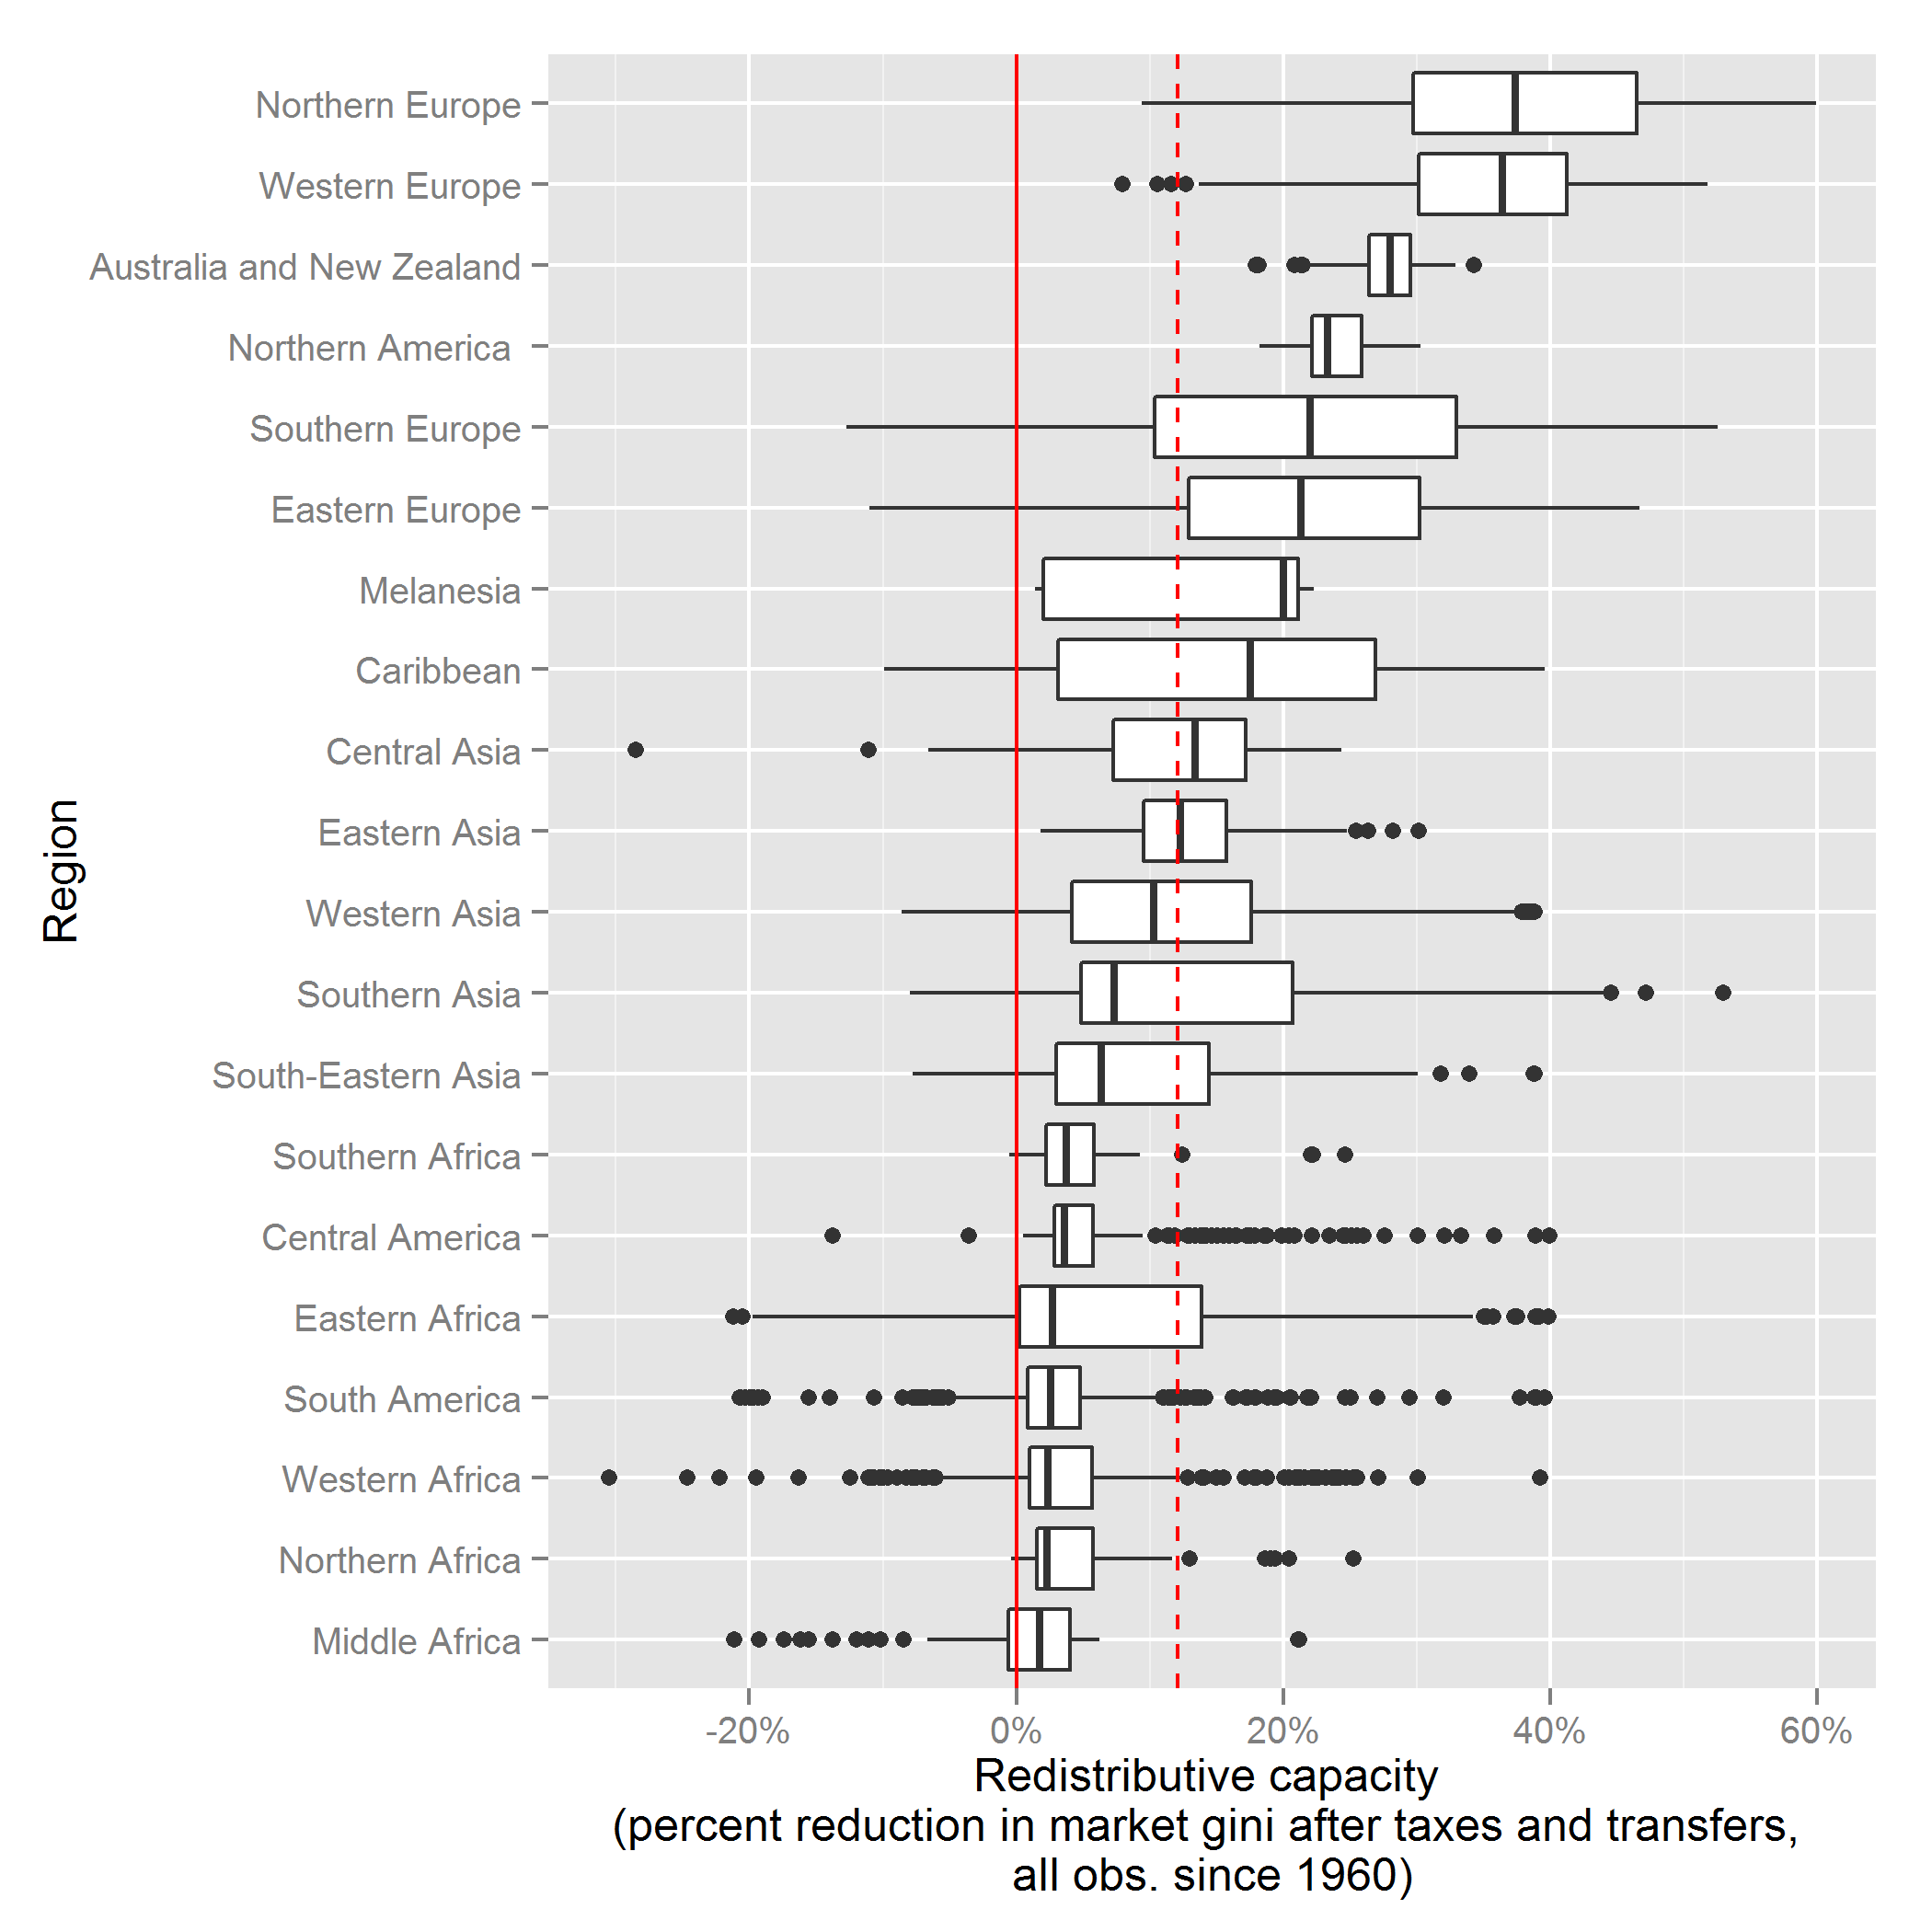 Northern Europe
Western Europe
Australia and New Zealand
Northern America
Southern Europe
Eastern Europe
Melanesia
Caribbean
Central Asia
Eastern Asia
Western Asia
Southern Asia
South-Eastern Asia
Southern Africa
Central America
Eastern Africa
South America
Western Africa
Northern Africa
Middle Africa
Region
-20% 0% 20% 40% 60%
Redistributive capacity
(percent reduction in market gini after taxes and transfers,
all obs. since 1960)